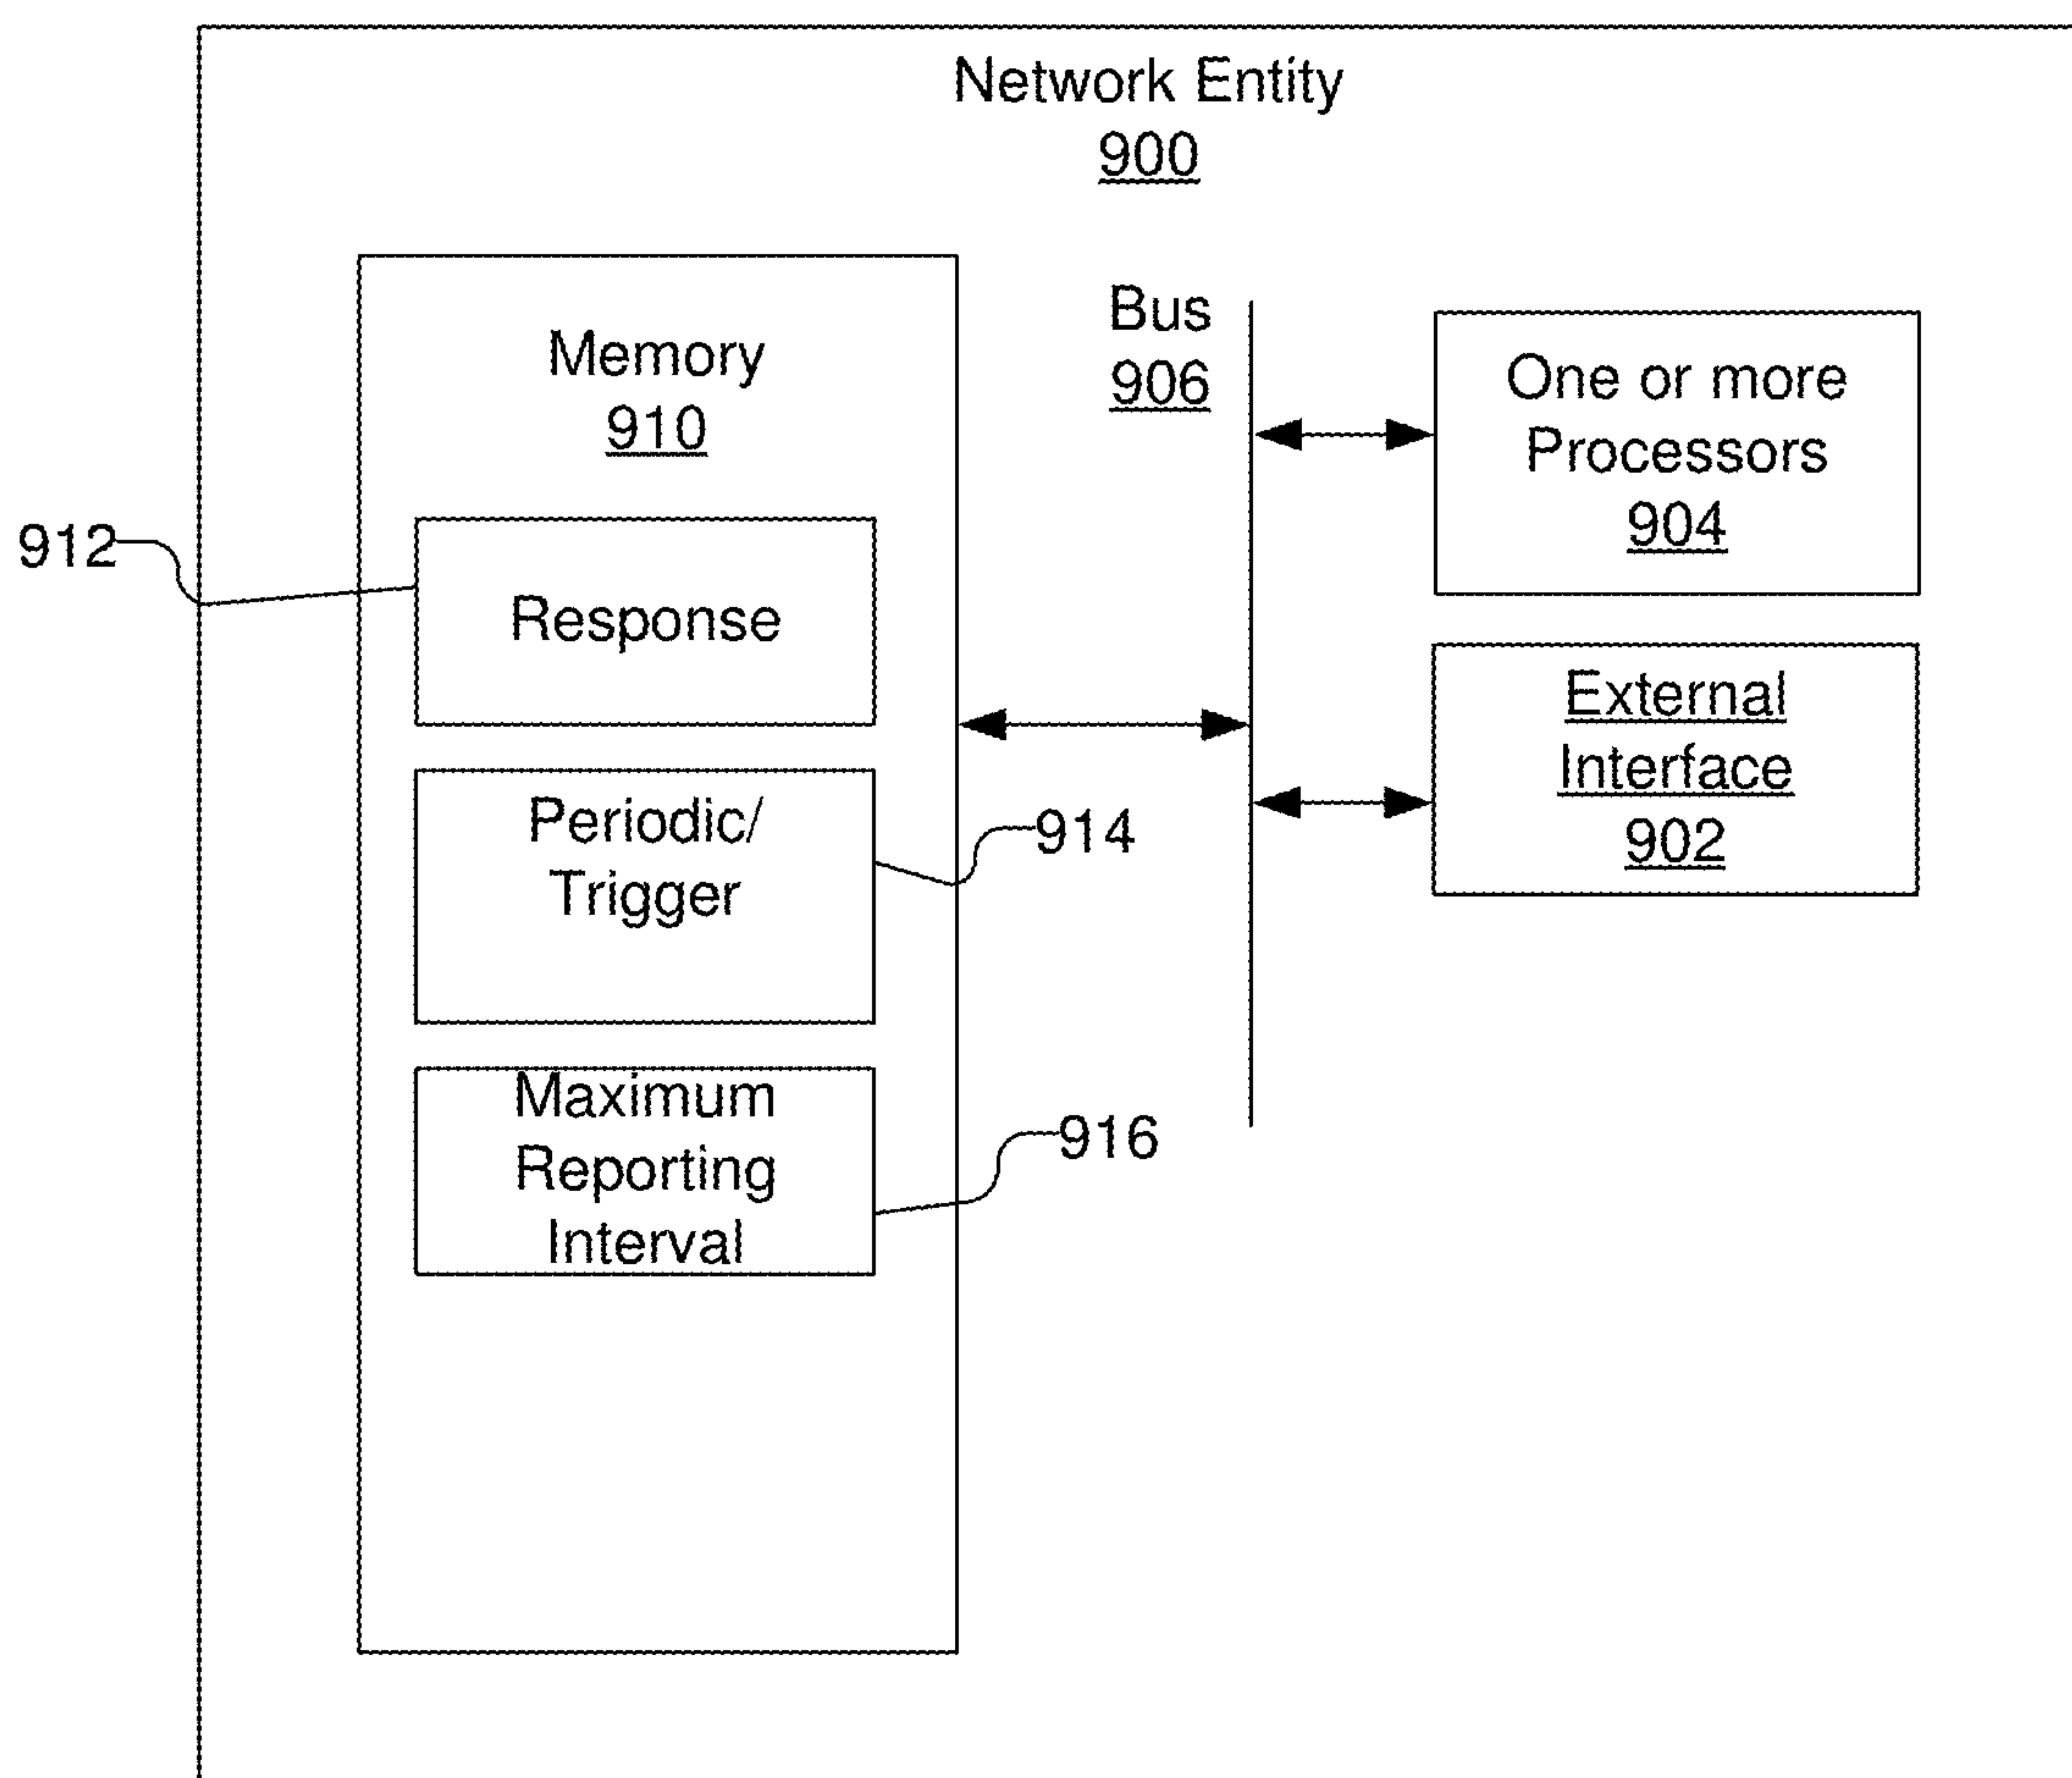 Network Entity
900
Memory
910
912
Response
Periodic/
Trigger
914
Maximum
Reporting
Interval
916
Bus
906
One or more
Processors
904
External
Interface
902